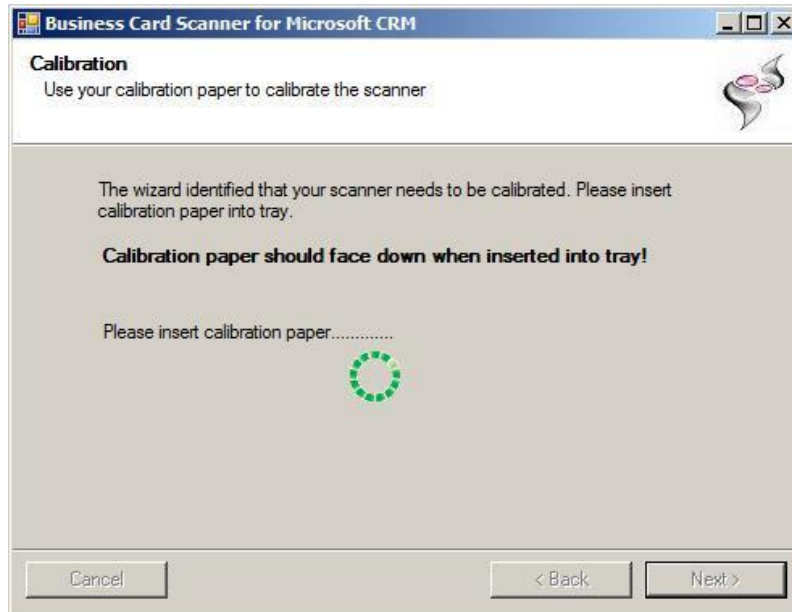 Business Card Scanner for Microsoft CRM
Calibration
Use your calibration paper to calibrate the scanner
The wizard identified that your scanner needs to be calibrated. Please insert
calibration paper into tray.
Calibration paper should face down when inserted into tray!
Please insert calibration paper.............
Cancel
< Back
Next >